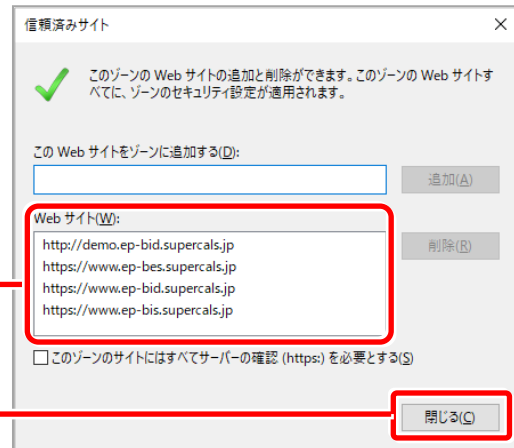 信頼済みサイト
このゾーンの Web サイトの追加と削除ができます。このゾーンの Web サイトす
べてに、ゾーンのセキュリティ設定が適用されます。
この Web サイトをゾーンに追加する(D):
追加(A)
Web サイト(W):
http://demo.ep-bid.supercals.jp
削除(R)
https://www.ep-bes.supercals.jp
https://www.ep-bid.supercals.jp
https://www.ep-bis.supercals.jp
このゾーンのサイトにはすべてサーバーの確認 (https:) を必要とする(S)
閉じる(C)